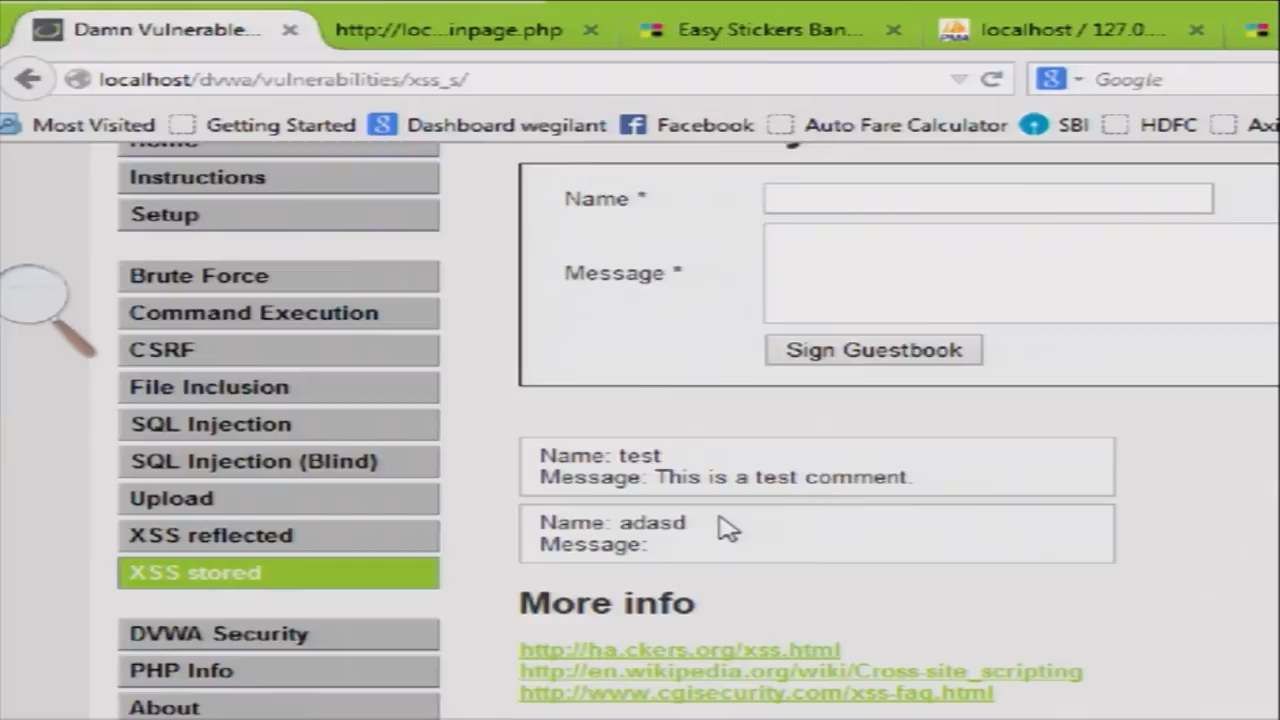 Damn Vulnerable...
http://loc...inpage.php
Easy Stickers Ban...
localhost / 127.0....
localhost/dvwa/vulnerabilities/xss_s/
Google
Most Visited
Getting Started
Dashboard wegilant
Facebook
Auto Fare Calculator
SBI
HDFC
Home
Instructions
Setup
Brute Force
Command Execution
CSRF
File Inclusion
SQL Injection
SQL Injection (Blind)
Upload
XSS reflected
XSS stored
DVWA Security
PHP Info
About
Name *
Message *
Sign Guestbook
Name: test
Message: This is a test comment.
Name: adasd
Message:
More info
http://ha.ckers.org/xss.html
http://en.wikipedia.org/wiki/Cross-site_scripting
http://www.cgisecurity.com/xss-faq.html